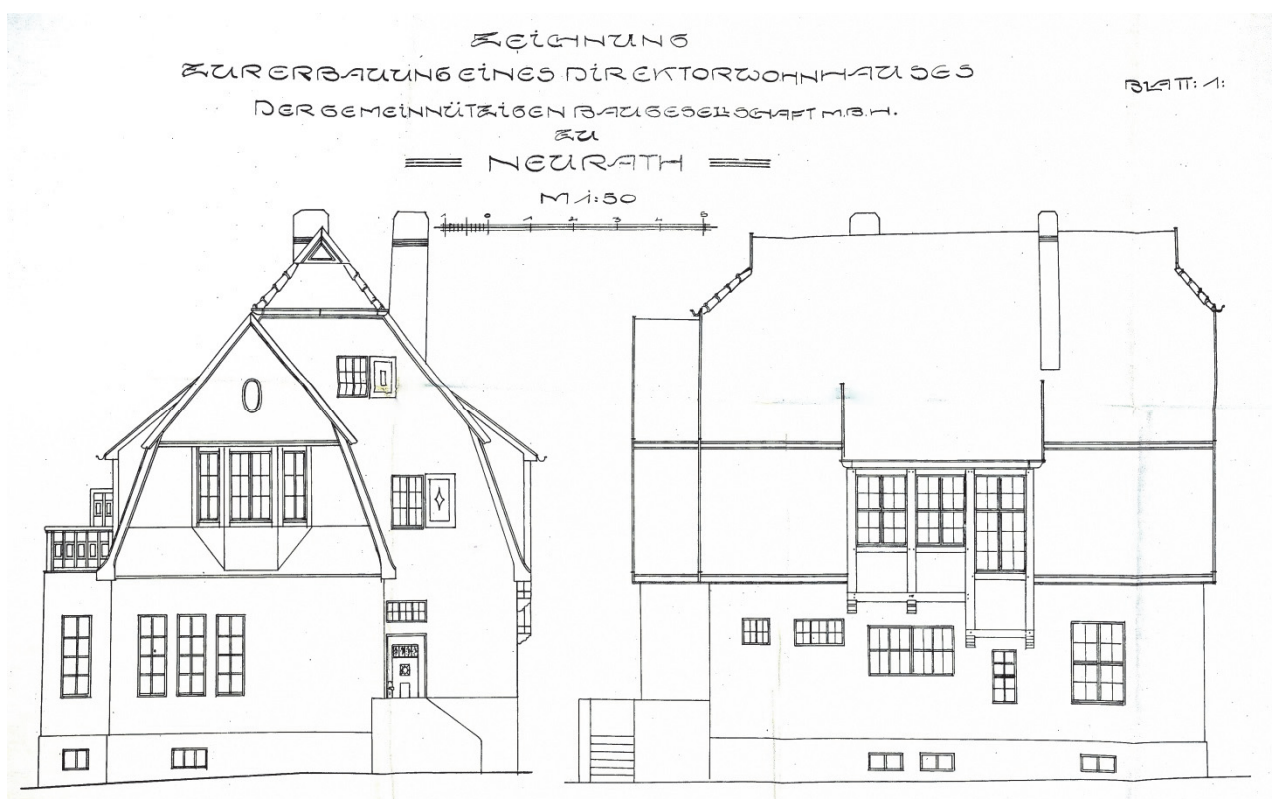 ZEICHNUNG
ZUR ERBAUUNG EINES DIREKTORWOHNHAUSES
BLATT: 1:
DER GEMEINNÜTZIGEN BAUGESELLSCHAFT M.B.H.
ZU
NEURATH
M 1:50
1 0 1 2 3 4 5